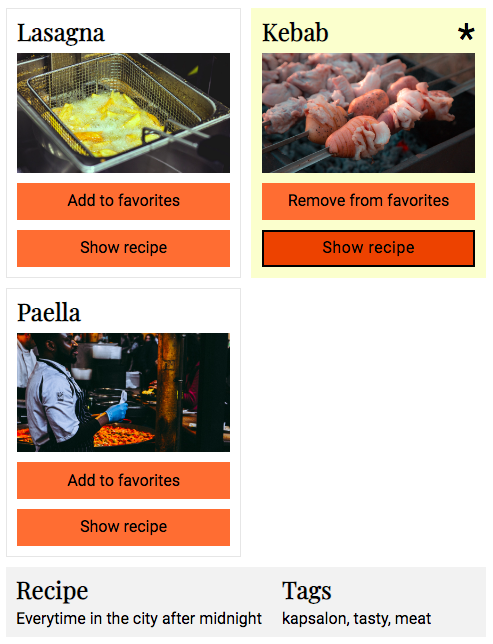 Lasagna
Add to favorites
Show recipe
Kebab *
Remove from favorites
Show recipe
Paella
Add to favorites
Show recipe
Recipe
Everytime in the city after midnight
Tags
kapsalon, tasty, meat